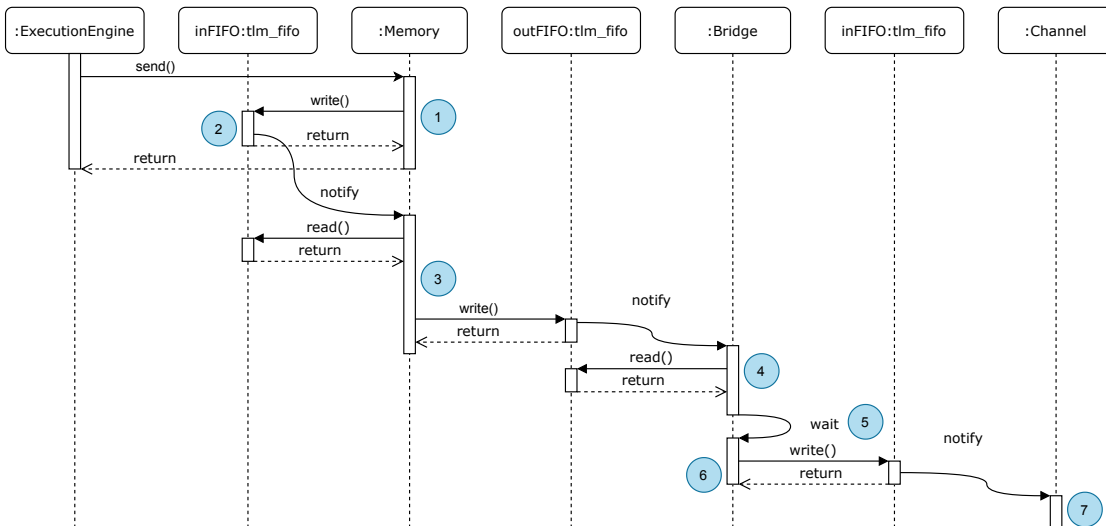 :ExecutionEngine
inFIFO:tlm_fifo
:Memory
outFIFO:tlm_fifo
:Bridge
inFIFO:tlm_fifo
:Channel
send()
write()
1
2
return
return
notify
read()
return
3
write()
notify
return
read()
4
return
wait
5
notify
write()
6
return
7